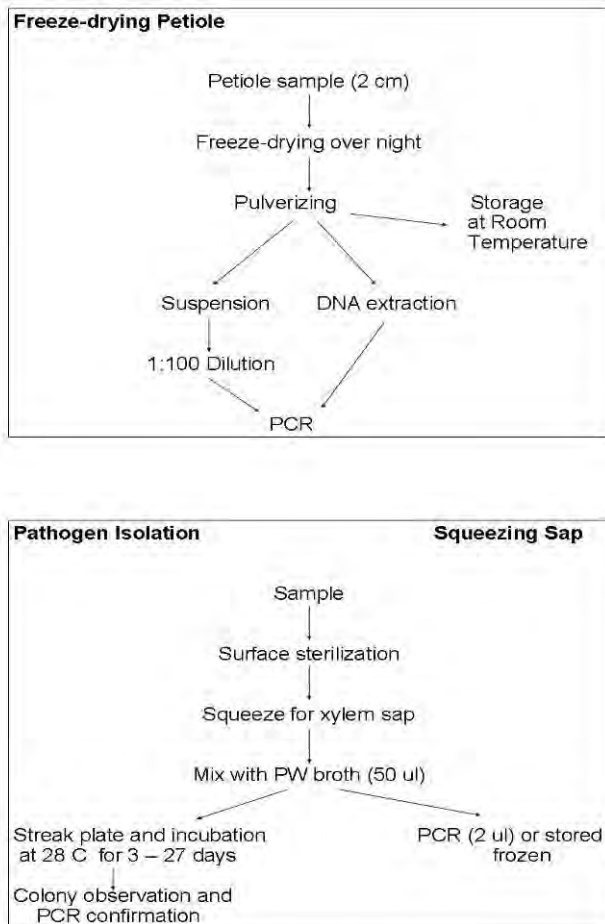 Freeze-drying Petiole
Petiole sample (2 cm)
Freeze-drying over night
Pulverizing
Storage
at Room
Temperature
Suspension
DNA extraction
1:100 Dilution
PCR
Pathogen Isolation
Squeezing Sap
Sample
Surface sterilization
Squeeze for xylem sap
Mix with PW broth (50 ul)
Streak plate and incubation
at 28 C for 3 – 27 days
PCR (2 ul) or stored
frozen
Colony observation and
PCR confirmation